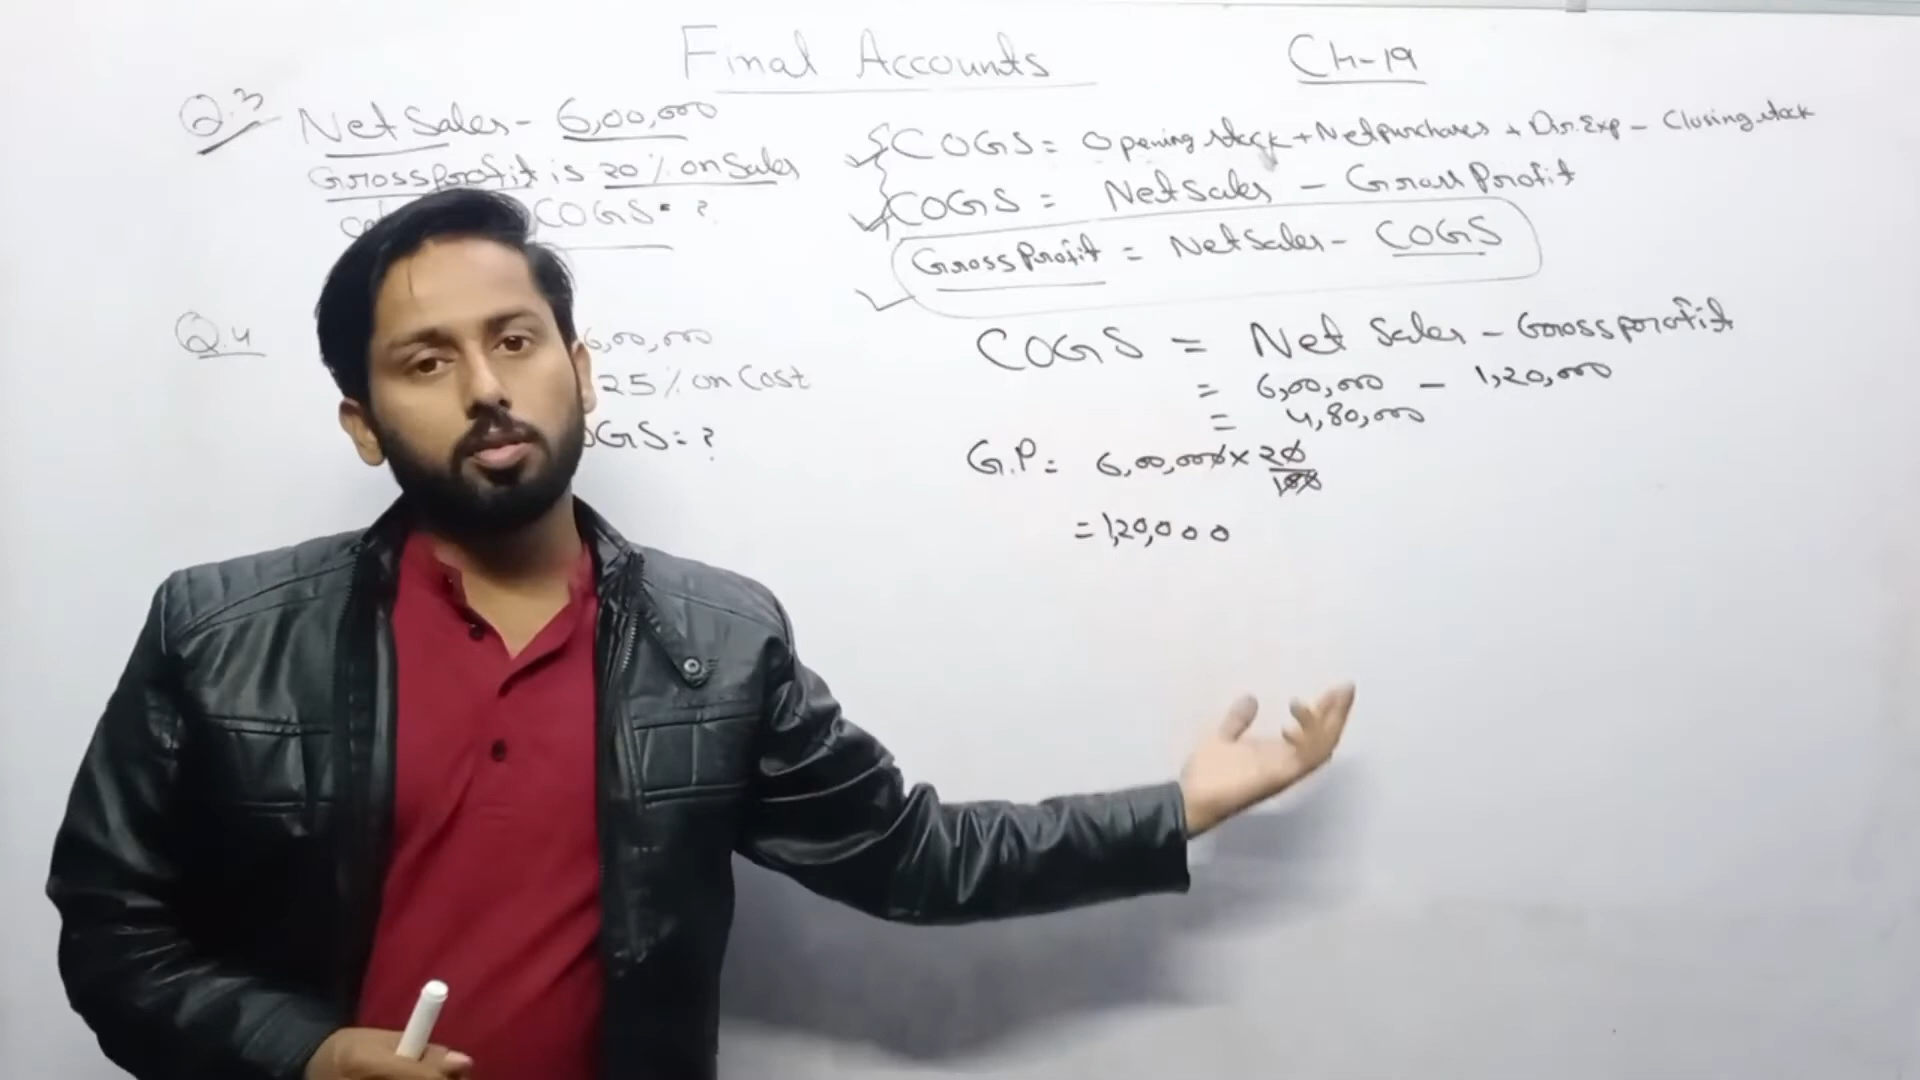 Final Accounts
Ch-19
Q.3 Net Sales - 6,00,000
Gross profit is 20% on Sales
COGS = ?
COGS = Opening stock + Net purchases + Dir. Exp - Closing stock
COGS = Net Sales - Gross Profit
Gross Profit = Net Sales - COGS
Q.4 6,00,000
25% on Cost
OGS = ?
COGS = Net Sales - Gross profit
= 6,00,000 - 1,20,000
= 4,80,000
G.P = 6,00,000 × 20/100
= 1,20,000